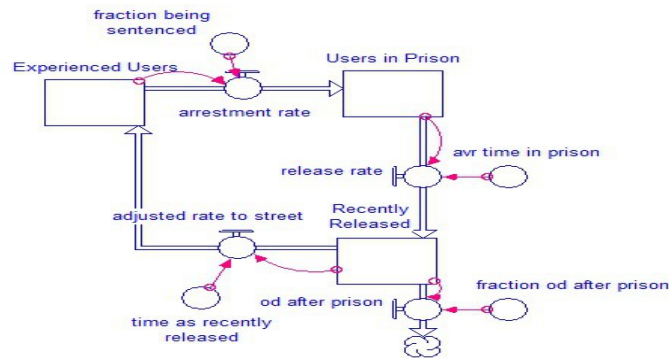 fraction being
sentenced
Experienced Users
Users in Prison
arrestment rate
avr time in prison
release rate
Recently
Released
adjusted rate to street
fraction od after prison
od after prison
time as recently
released